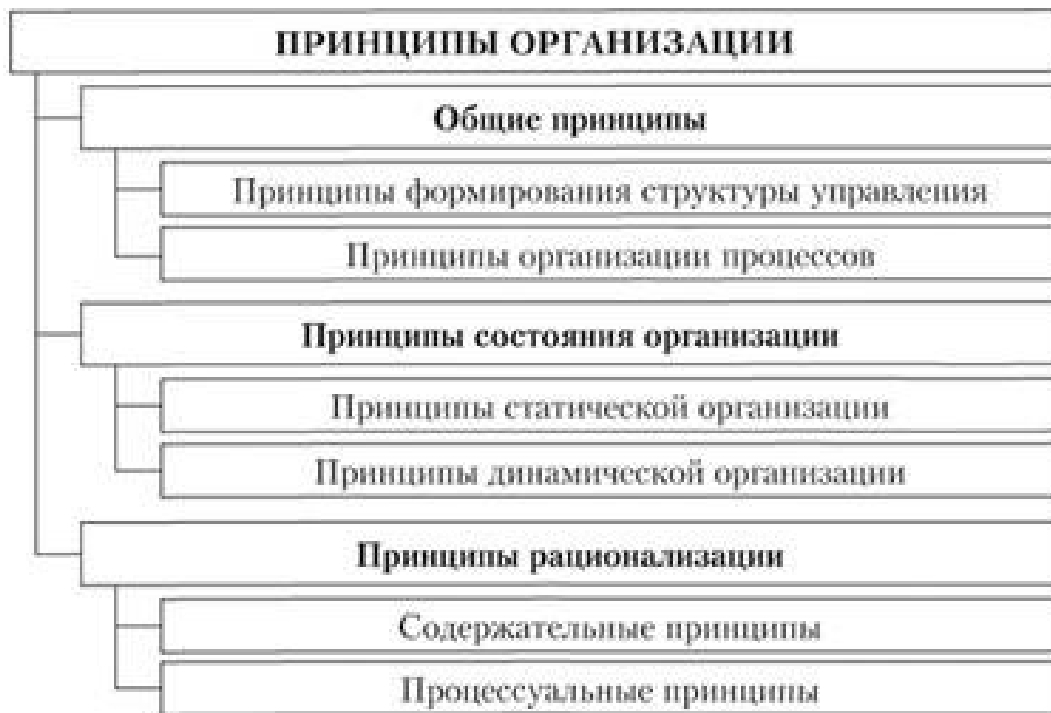 ПРИНЦИПЫ ОРГАНИЗАЦИИ
Общие принципы
Принципы формирования структуры управления
Принципы организации процессов
Принципы состояния организации
Принципы статической организации
Принципы динамической организации
Принципы рационализации
Содержательные принципы
Процессуальные принципы